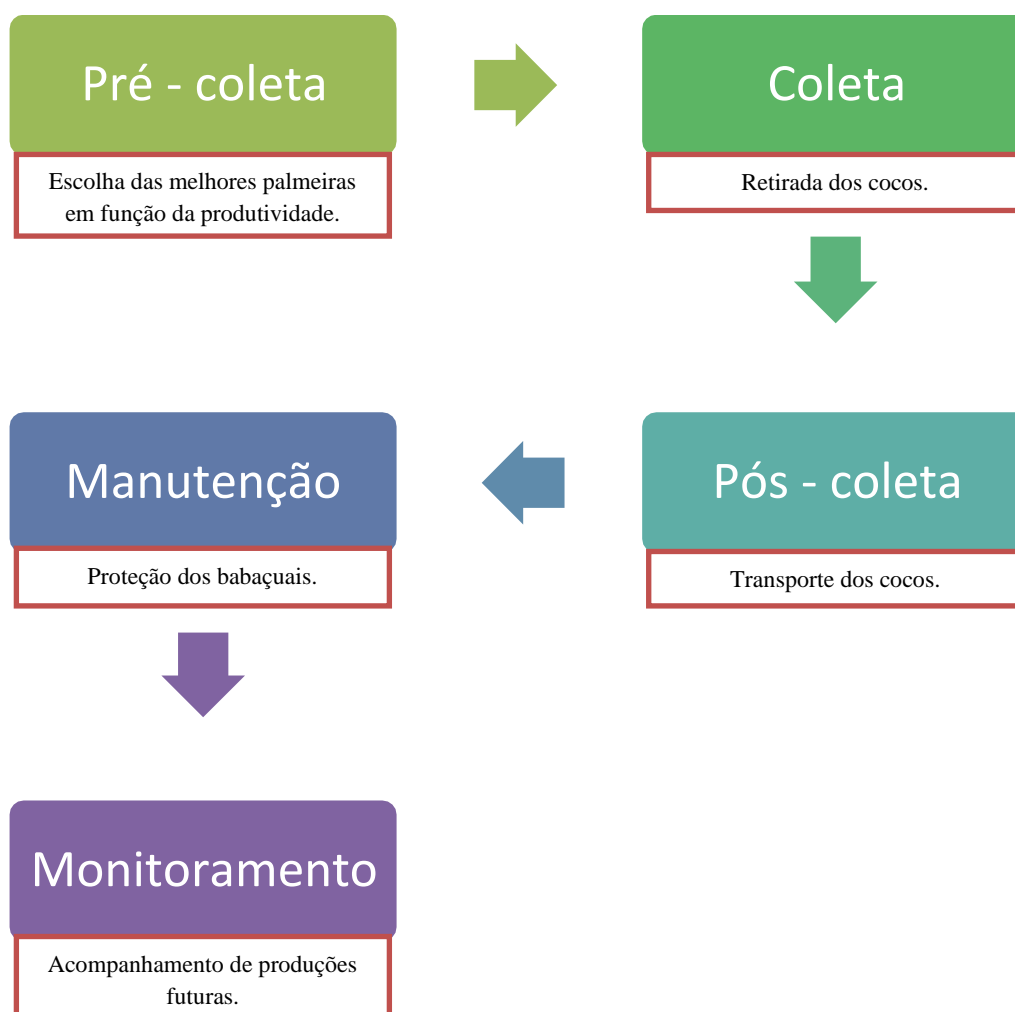 Pré - coleta
Escolha das melhores palmeiras
em função da produtividade.
Coleta
Retirada dos cocos.
Pós - coleta
Transporte dos cocos.
Manutenção
Proteção dos babaçuais.
Monitoramento
Acompanhamento de produções
futuras.